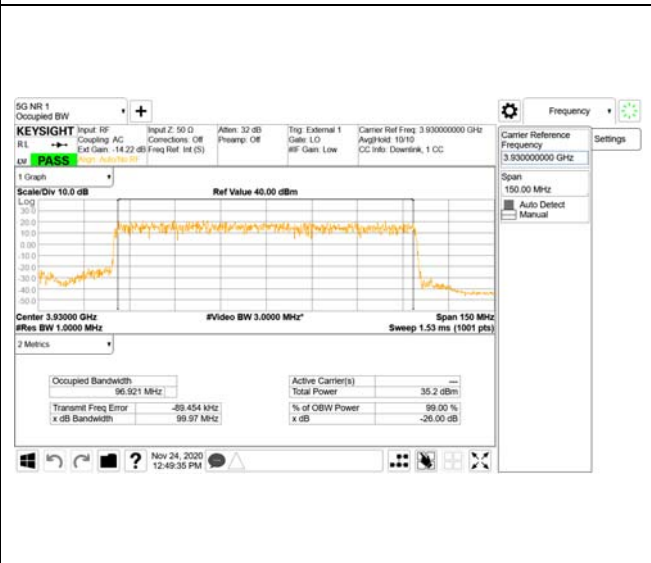 5G NR 1
Occupied BW
Frequency
KEYSIGHT
Input: RF
Coupling: AC
Ext Gain: -14.22 dB
Align: Auto/No RF
Input Z: 50 Ω
Corrections: Off
Freq Ref: Int (S)
Atten: 32 dB
Preamp: Off
Trig: External 1
Gate: LO
#IF Gain: Low
Carrier Ref Freq: 3.930000000 GHz
Avg|Hold: 10/10
CC Info: Downlink, 1 CC
R L
PASS
Carrier Reference
Frequency
3.930000000 GHz
Settings
Span
150.00 MHz
Auto Detect
Manual
1 Graph
Scale/Div 10.0 dB
Ref Value 40.00 dBm
Log
30.0
20.0
10.0
0.00
-10.0
-20.0
-30.0
-40.0
-50.0
Center 3.93000 GHz
#Video BW 3.0000 MHz*
Span 150 MHz
#Res BW 1.0000 MHz
Sweep 1.53 ms (1001 pts)
2 Metrics
Occupied Bandwidth
96.921 MHz
Active Carrier(s) ---
Total Power 35.2 dBm
Transmit Freq Error -89.454 kHz
% of OBW Power 99.00 %
x dB Bandwidth 99.97 MHz
x dB -26.00 dB
?
Nov 24, 2020
12:49:35 PM